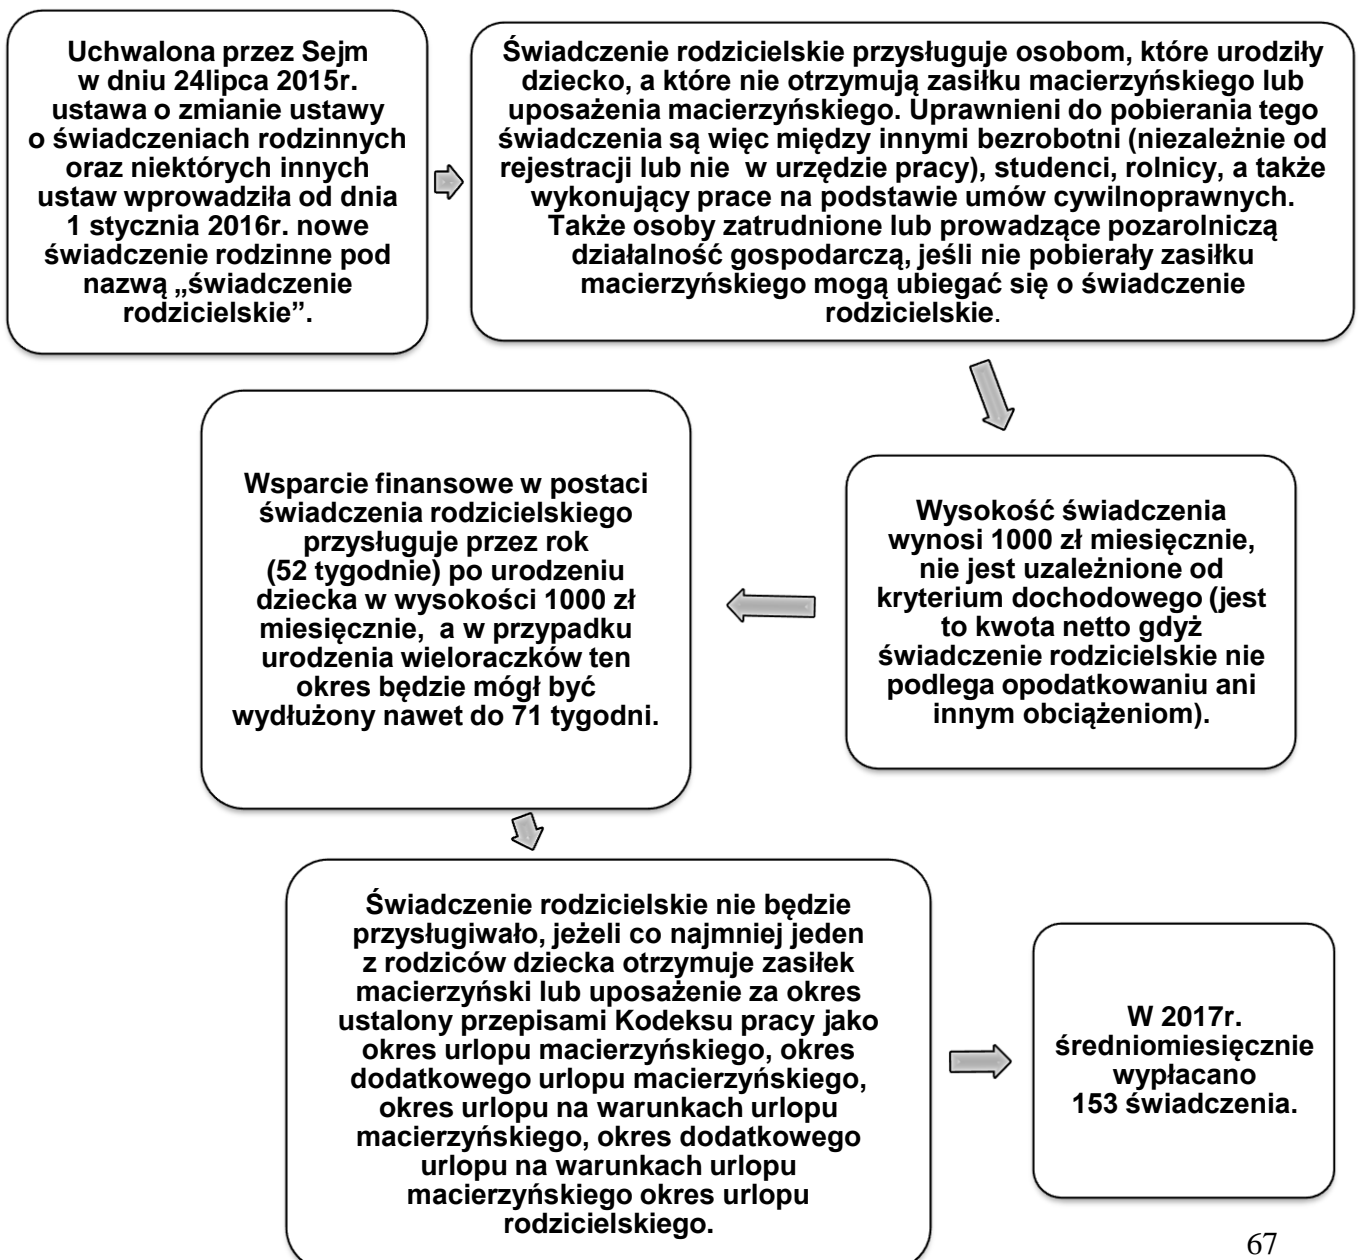 Uchwalona przez Sejm
w dniu 24lipca 2015r.
ustawa o zmianie ustawy
o świadczeniach rodzinnych
oraz niektórych innych
ustaw wprowadziła od dnia
1 stycznia 2016r. nowe
świadczenie rodzinne pod
nazwą „świadczenie
rodzicielskie”.
Świadczenie rodzicielskie przysługuje osobom, które urodziły
dziecko, a które nie otrzymują zasiłku macierzyńskiego lub
uposażenia macierzyńskiego. Uprawnieni do pobierania tego
świadczenia są więc między innymi bezrobotni (niezależnie od
rejestracji lub nie w urzędzie pracy), studenci, rolnicy, a także
wykonujący prace na podstawie umów cywilnoprawnych.
Także osoby zatrudnione lub prowadzące pozarolniczą
działalność gospodarczą, jeśli nie pobierały zasiłku
macierzyńskiego mogą ubiegać się o świadczenie
rodzicielskie.
Wysokość świadczenia
wynosi 1000 zł miesięcznie,
nie jest uzależnione od
kryterium dochodowego (jest
to kwota netto gdyż
świadczenie rodzicielskie nie
podlega opodatkowaniu ani
innym obciążeniom).
Wsparcie finansowe w postaci
świadczenia rodzicielskiego
przysługuje przez rok
(52 tygodnie) po urodzeniu
dziecka w wysokości 1000 zł
miesięcznie, a w przypadku
urodzenia wieloraczków ten
okres będzie mógł być
wydłużony nawet do 71 tygodni.
Świadczenie rodzicielskie nie będzie
przysługiwało, jeżeli co najmniej jeden
z rodziców dziecka otrzymuje zasiłek
macierzyński lub uposażenie za okres
ustalony przepisami Kodeksu pracy jako
okres urlopu macierzyńskiego, okres
dodatkowego urlopu macierzyńskiego,
okres urlopu na warunkach urlopu
macierzyńskiego, okres dodatkowego
urlopu na warunkach urlopu
macierzyńskiego okres urlopu
rodzicielskiego.
W 2017r.
średniomiesięcznie
wypłacano
153 świadczenia.
67